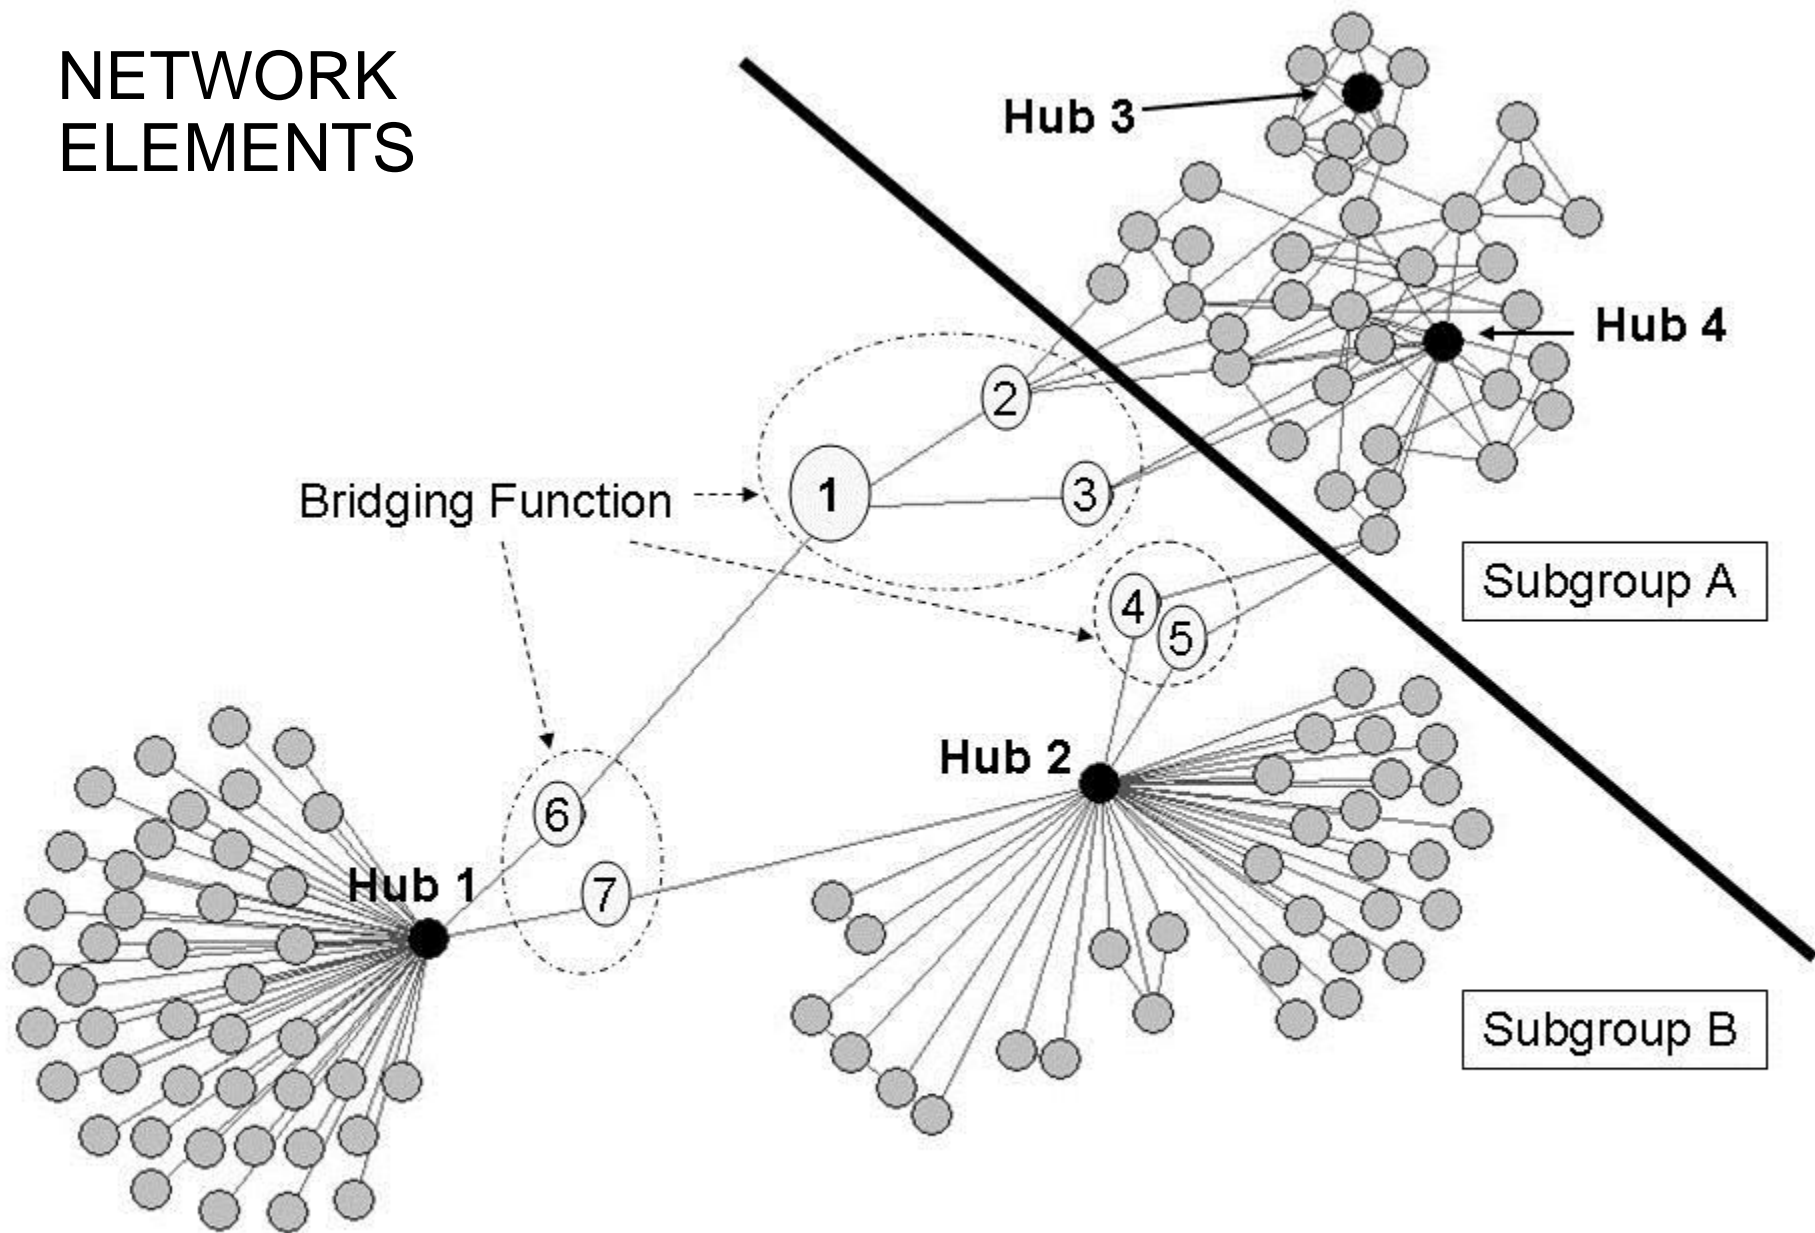 NETWORK
ELEMENTS
Hub 3
Hub 4
2
1
3
Bridging Function
4
5
Subgroup A
Hub 2
6
Hub 1
7
Subgroup B